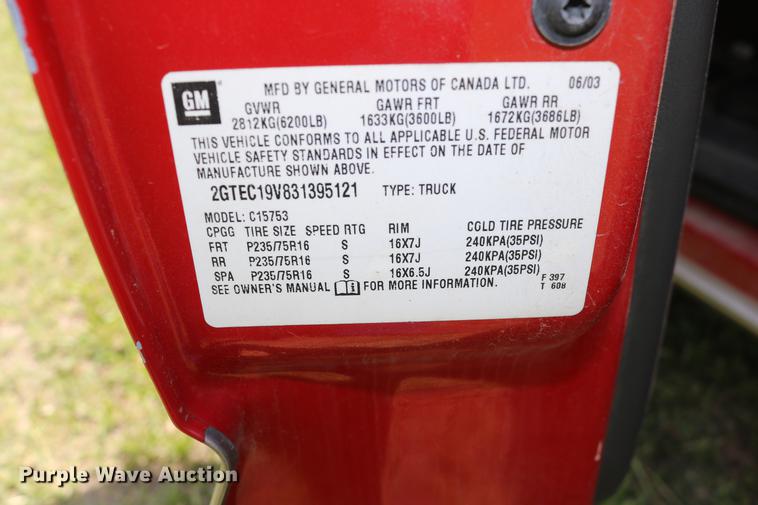 GM
MFD BY GENERAL MOTORS OF CANADA LTD. 06/03
GVWR GAWR FRT GAWR RR
2812KG(6200LB) 1633KG(3600LB) 1672KG(3686LB)
THIS VEHICLE CONFORMS TO ALL APPLICABLE U.S. FEDERAL MOTOR
VEHICLE SAFETY STANDARDS IN EFFECT ON THE DATE OF
MANUFACTURE SHOWN ABOVE.
2GTEC19V831395121 TYPE: TRUCK
MODEL: C15753
CPGG TIRE SIZE SPEED RTG RIM COLD TIRE PRESSURE
FRT P235/75R16 S 16X7J 240KPA(35PSI)
RR P235/75R16 S 16X7J 240KPA(35PSI)
SPA P235/75R16 S 16X6.5J 240KPA(35PSI)
SEE OWNER'S MANUAL FOR MORE INFORMATION.
F 397
T 608
Purple Wave Auction